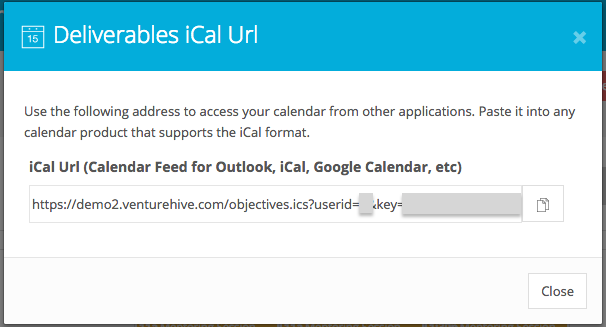 15 Deliverables iCal Url ×
Use the following address to access your calendar from other applications. Paste it into any
calendar product that supports the iCal format.
iCal Url (Calendar Feed for Outlook, iCal, Google Calendar, etc)
https://demo2.venturehive.com/objectives.ics?userid= &key=
Close